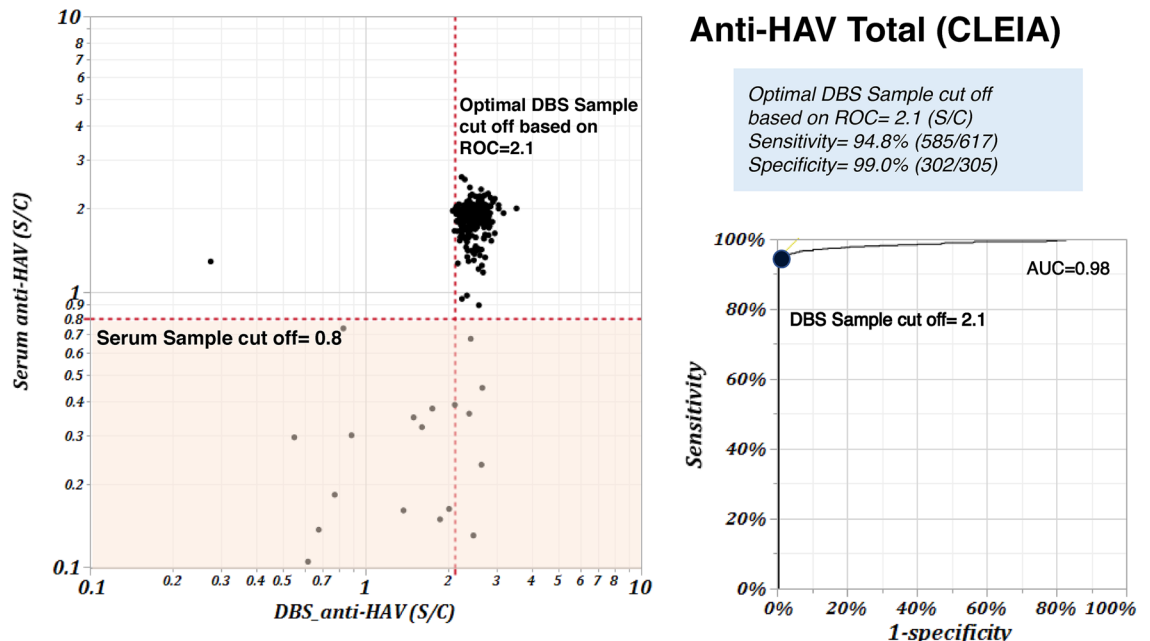 Anti-HAV Total (CLEIA)
Optimal DBS Sample cut off
based on ROC= 2.1 (S/C)
Sensitivity= 94.8% (585/617)
Specificity= 99.0% (302/305)
Serum anti-HAV (S/C)
10
8
7
6
5
4
3
2
1
0.9
0.8
0.7
0.6
0.5
0.4
0.3
0.2
0.1
Optimal DBS Sample
cut off based on
ROC=2.1
Serum Sample cut off= 0.8
0.1 0.2 0.3 0.4 0.5 0.7 1 2 3 4 5 6 7 8 10
DBS_anti-HAV (S/C)
Sensitivity
100%
80%
60%
40%
20%
0%
AUC=0.98
DBS Sample cut off= 2.1
0% 20% 40% 60% 80% 100%
1-specificity